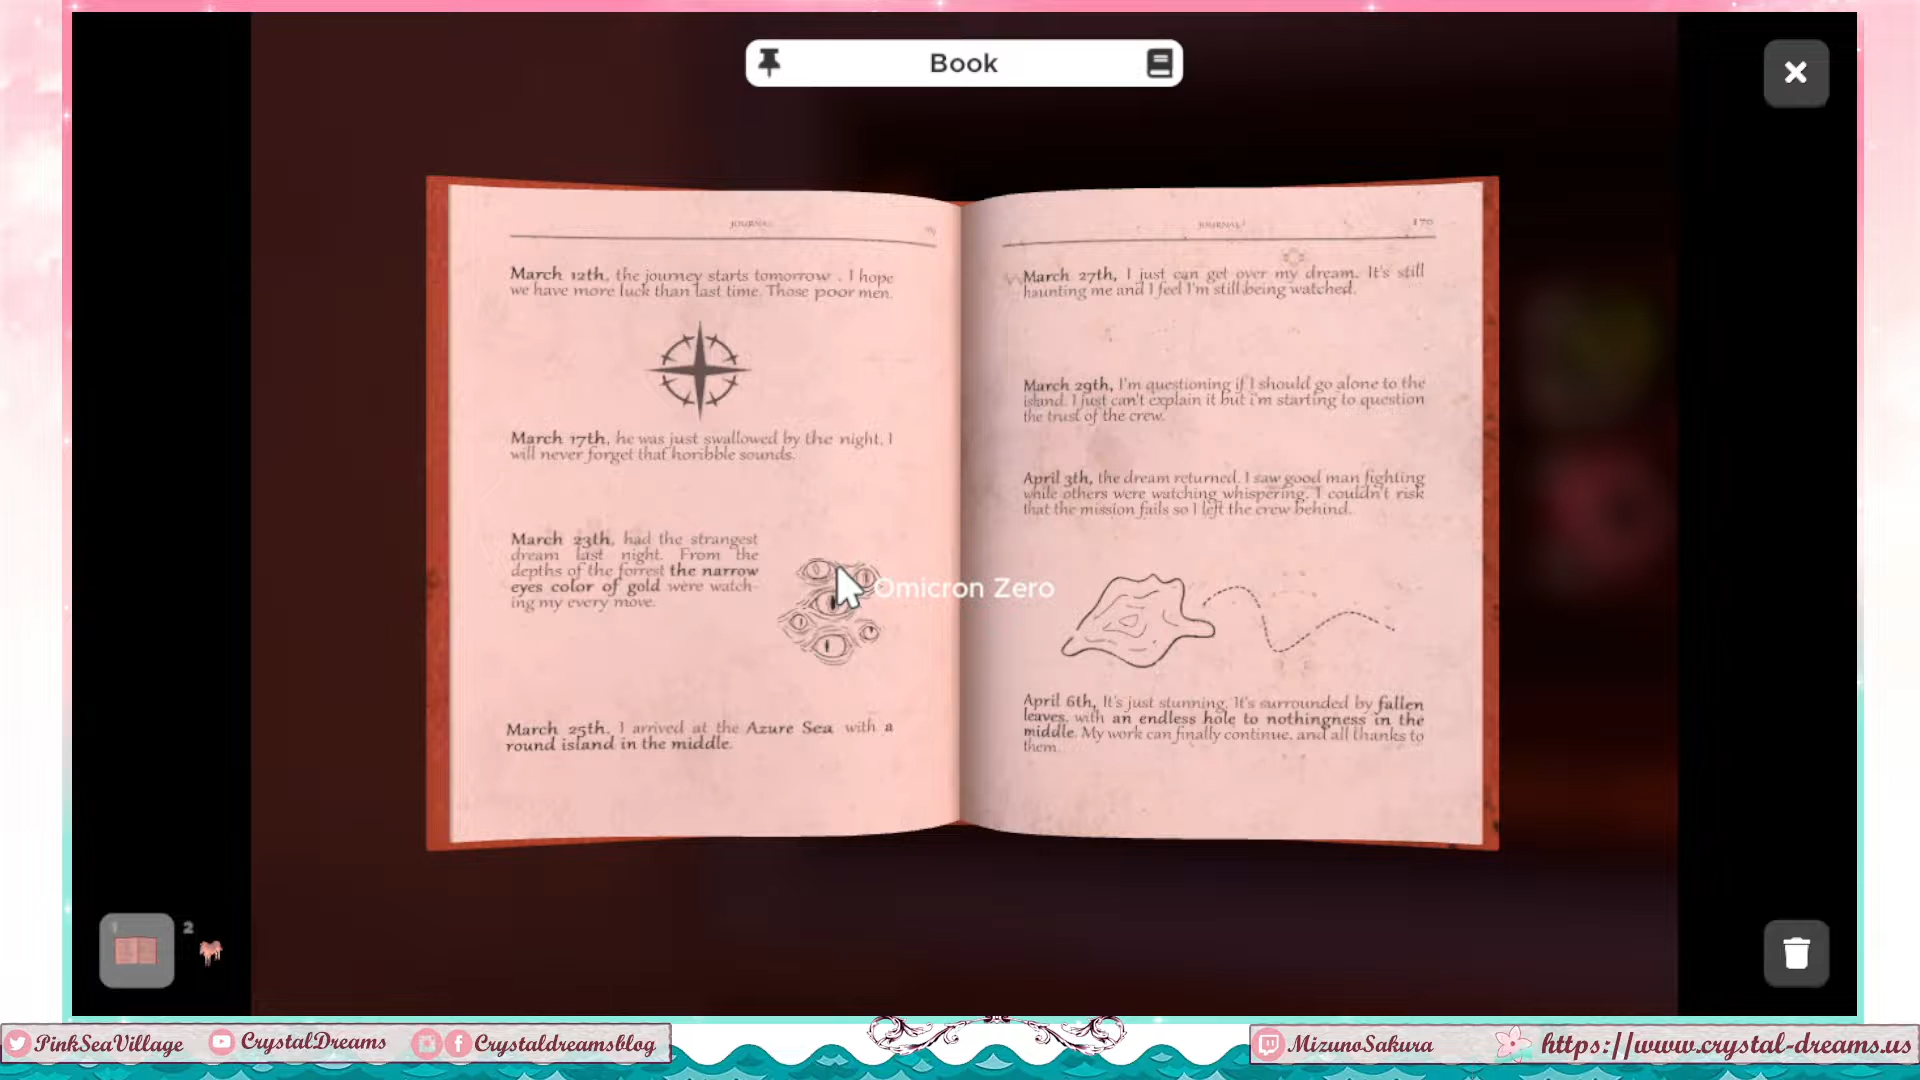 Book
JOURNAL
March 12th, the journey starts tomorrow . I hope
we have more luck than last time. Those poor men.
March 17th, he was just swallowed by the night, I
will never forget that horibble sounds.
March 23th, had the strangest
dream last night. From the
depths of the forrest the narrow
eyes color of gold were watch-
ing my every move.
March 25th, I arrived at the Azure Sea with a
round island in the middle.
JOURNAL
170
March 27th, I just can get over my dream. It's still
haunting me and I feel I'm still being watched.
March 29th, I'm questioning if I should go alone to the
island. I just can't explain it but i'm starting to question
the trust of the crew.
April 3th, the dream returned. I saw good man fighting
while others were watching whispering. I couldn't risk
that the mission fails so I left the crew behind.
April 6th, It's just stunning. It's surrounded by fallen
leaves, with an endless hole to nothingness in the
middle. My work can finally continue, and all thanks to
them.
Omicron Zero
1
2
PinkSeaVillage
CrystalDreams
Crystaldreamsblog
MizunoSakura
https://www.crystal-dreams.us